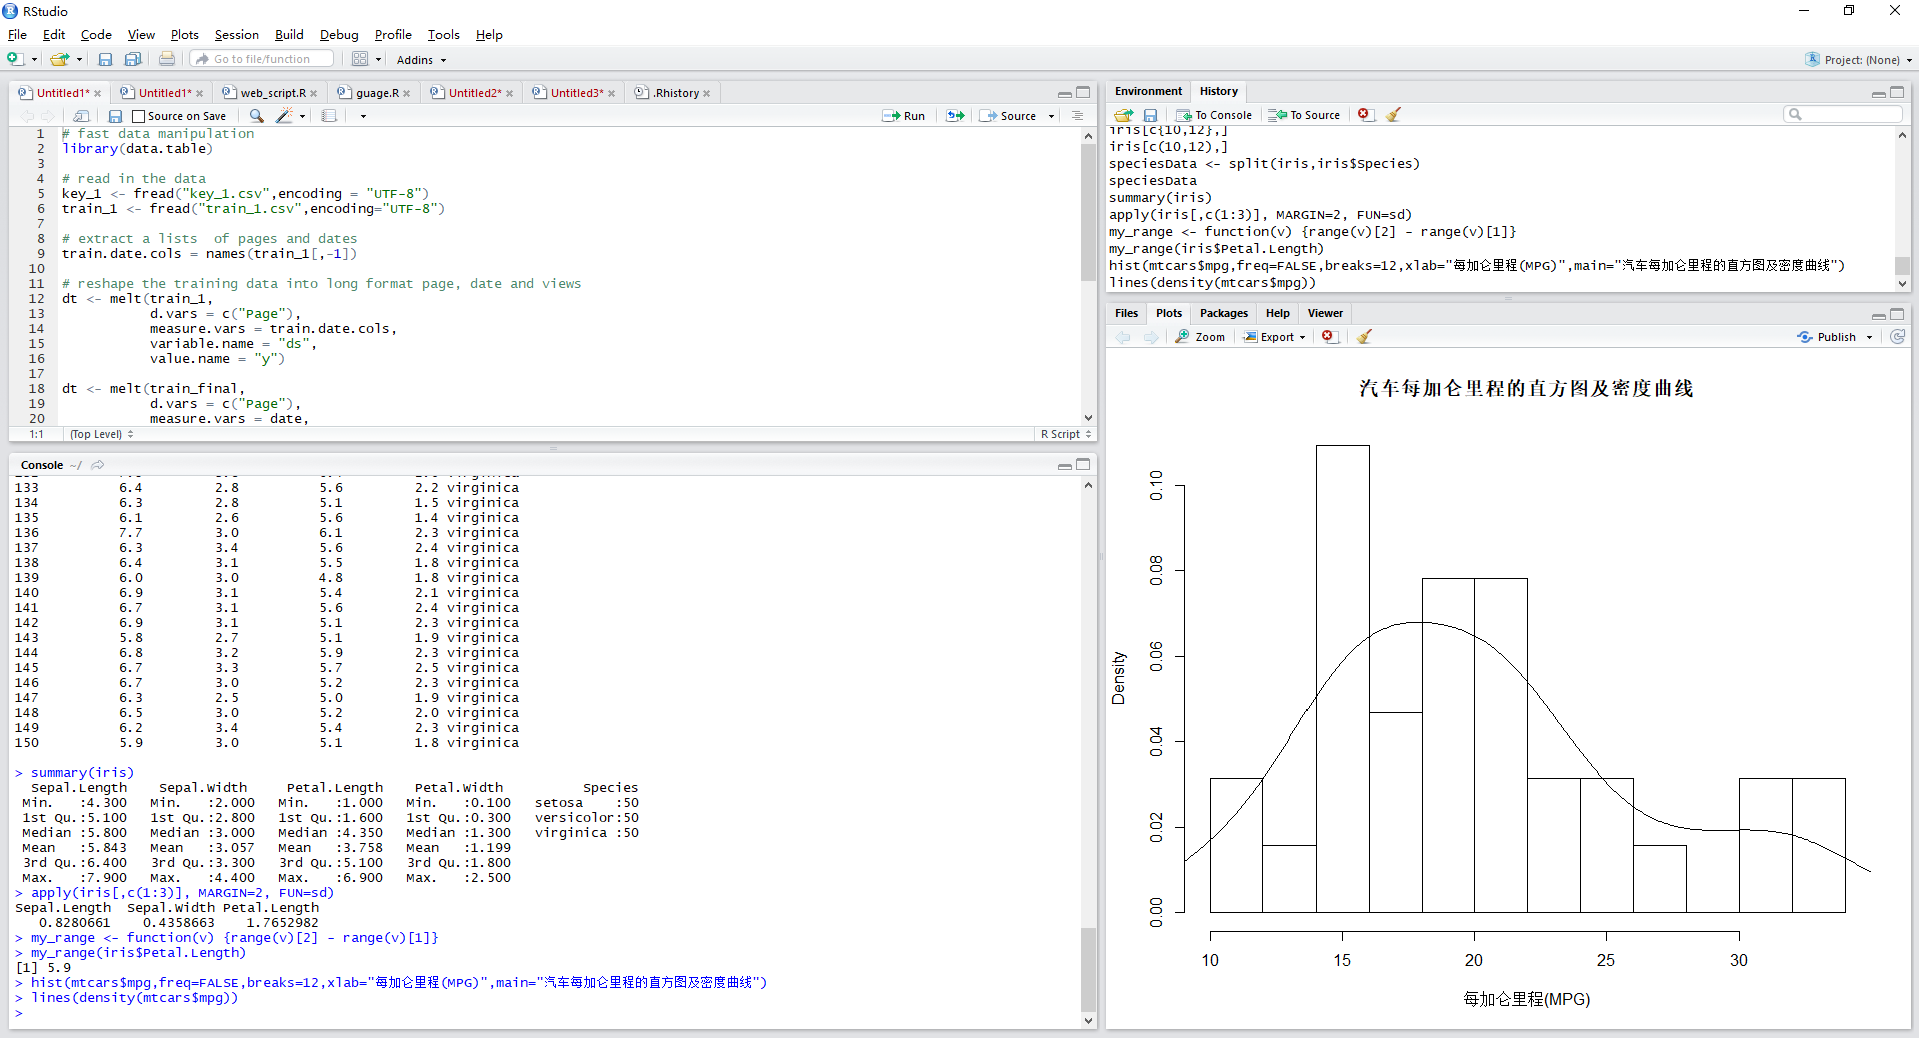 RStudio
File Edit Code View Plots Session Build Debug Profile Tools Help
Go to file/function Addins Project: (None)
Untitled1* Untitled1* web_script.R guage.R Untitled2* Untitled3* .Rhistory
Source on Save Run Source
1 # fast data manipulation
2 library(data.table)
3
4 # read in the data
5 key_1 <- fread("key_1.csv",encoding = "UTF-8")
6 train_1 <- fread("train_1.csv",encoding="UTF-8")
7
8 # extract a lists  of pages and dates
9 train.date.cols = names(train_1[,-1])
10
11 # reshape the training data into long format page, date and views
12 dt <- melt(train_1,
13            d.vars = c("Page"),
14            measure.vars = train.date.cols,
15            variable.name = "ds",
16            value.name = "y")
17
18 dt <- melt(train_final,
19            d.vars = c("Page"),
20            measure.vars = date,
1:1 (Top Level) R Script
Console ~/
133 6.4 2.8 5.6 2.2 virginica
134 6.3 2.8 5.1 1.5 virginica
135 6.1 2.6 5.6 1.4 virginica
136 7.7 3.0 6.1 2.3 virginica
137 6.3 3.4 5.6 2.4 virginica
138 6.4 3.1 5.5 1.8 virginica
139 6.0 3.0 4.8 1.8 virginica
140 6.9 3.1 5.4 2.1 virginica
141 6.7 3.1 5.6 2.4 virginica
142 6.9 3.1 5.1 2.3 virginica
143 5.8 2.7 5.1 1.9 virginica
144 6.8 3.2 5.9 2.3 virginica
145 6.7 3.3 5.7 2.5 virginica
146 6.7 3.0 5.2 2.3 virginica
147 6.3 2.5 5.0 1.9 virginica
148 6.5 3.0 5.2 2.0 virginica
149 6.2 3.4 5.4 2.3 virginica
150 5.9 3.0 5.1 1.8 virginica
> summary(iris)
Sepal.Length Sepal.Width Petal.Length Petal.Width Species
Min. :4.300 Min. :2.000 Min. :1.000 Min. :0.100 setosa :50
1st Qu.:5.100 1st Qu.:2.800 1st Qu.:1.600 1st Qu.:0.300 versicolor:50
Median :5.800 Median :3.000 Median :4.350 Median :1.300 virginica :50
Mean :5.843 Mean :3.057 Mean :3.758 Mean :1.199
3rd Qu.:6.400 3rd Qu.:3.300 3rd Qu.:5.100 3rd Qu.:1.800
Max. :7.900 Max. :4.400 Max. :6.900 Max. :2.500
> apply(iris[,c(1:3)], MARGIN=2, FUN=sd)
Sepal.Length Sepal.Width Petal.Length
0.8280661 0.4358663 1.7652982
> my_range <- function(v) {range(v)[2] - range(v)[1]}
> my_range(iris$Petal.Length)
[1] 5.9
> hist(mtcars$mpg,freq=FALSE,breaks=12,xlab="每加仑里程(MPG)",main="汽车每加仑里程的直方图及密度曲线")
> lines(density(mtcars$mpg))
>
Environment History
To Console To Source
iris[c{10,12},]
iris[c(10,12),]
speciesData <- split(iris,iris$Species)
speciesData
summary(iris)
apply(iris[,c(1:3)], MARGIN=2, FUN=sd)
my_range <- function(v) {range(v)[2] - range(v)[1]}
my_range(iris$Petal.Length)
hist(mtcars$mpg,freq=FALSE,breaks=12,xlab="每加仑里程(MPG)",main="汽车每加仑里程的直方图及密度曲线")
lines(density(mtcars$mpg))
Files Plots Packages Help Viewer
Zoom Export Publish
汽车每加仑里程的直方图及密度曲线
0.10
0.08
0.06
0.04
0.02
0.00
Density
10 15 20 25 30
每加仑里程(MPG)